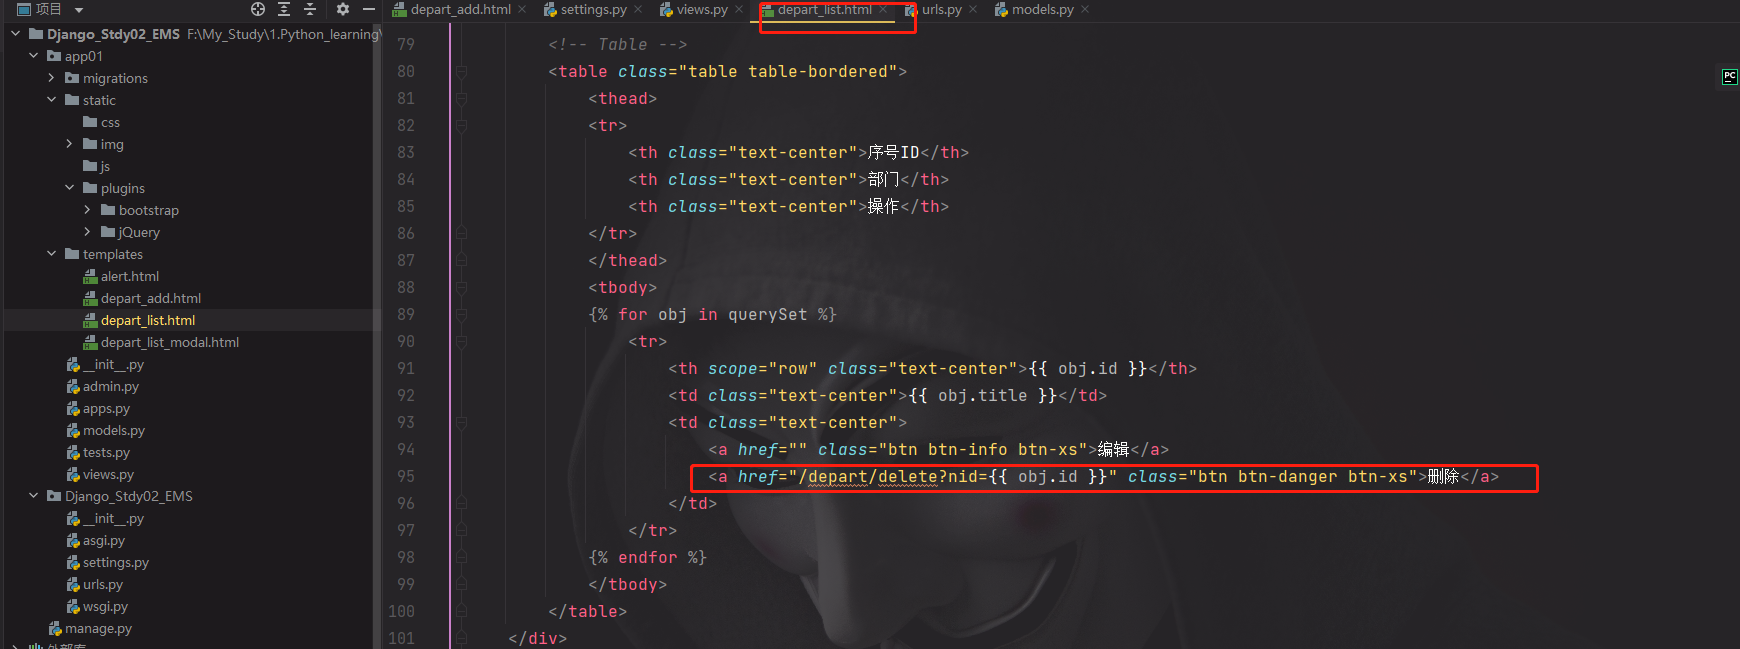 项目
depart_add.html
settings.py
views.py
depart_list.html
urls.py
models.py
Django_Stdy02_EMS F:\My_Study\1.Python_learning\
app01
migrations
static
css
img
js
plugins
bootstrap
jQuery
templates
alert.html
depart_add.html
depart_list.html
depart_list_modal.html
__init__.py
admin.py
apps.py
models.py
tests.py
views.py
Django_Stdy02_EMS
__init__.py
asgi.py
settings.py
urls.py
wsgi.py
manage.py
外部库
79 <!-- Table -->
80 <table class="table table-bordered">
81 <thead>
82 <tr>
83 <th class="text-center">序号ID</th>
84 <th class="text-center">部门</th>
85 <th class="text-center">操作</th>
86 </tr>
87 </thead>
88 <tbody>
89 {% for obj in querySet %}
90 <tr>
91 <th scope="row" class="text-center">{{ obj.id }}</th>
92 <td class="text-center">{{ obj.title }}</td>
93 <td class="text-center">
94 <a href="" class="btn btn-info btn-xs">编辑</a>
95 <a href="/depart/delete?nid={{ obj.id }}" class="btn btn-danger btn-xs">删除</a>
96 </td>
97 </tr>
98 {% endfor %}
99 </tbody>
100 </table>
101 </div>
PC